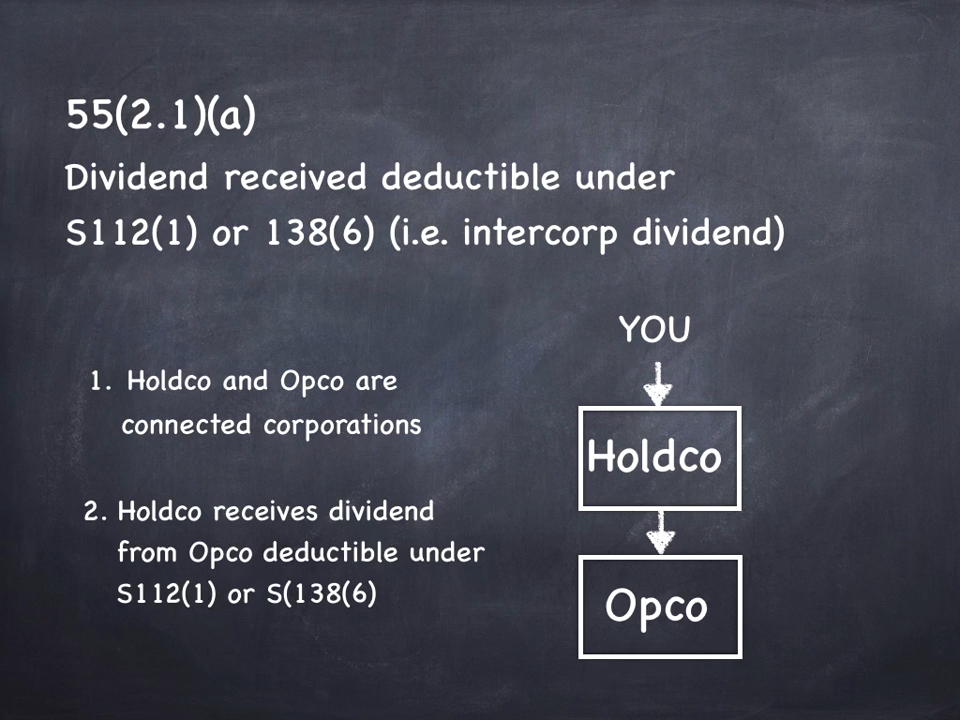 55(2.1)(a)
Dividend received deductible under
S112(1) or 138(6) (i.e. intercorp dividend)
YOU
1. Holdco and Opco are
connected corporations
Holdco
2. Holdco receives dividend
from Opco deductible under
S112(1) or S(138(6)
Opco